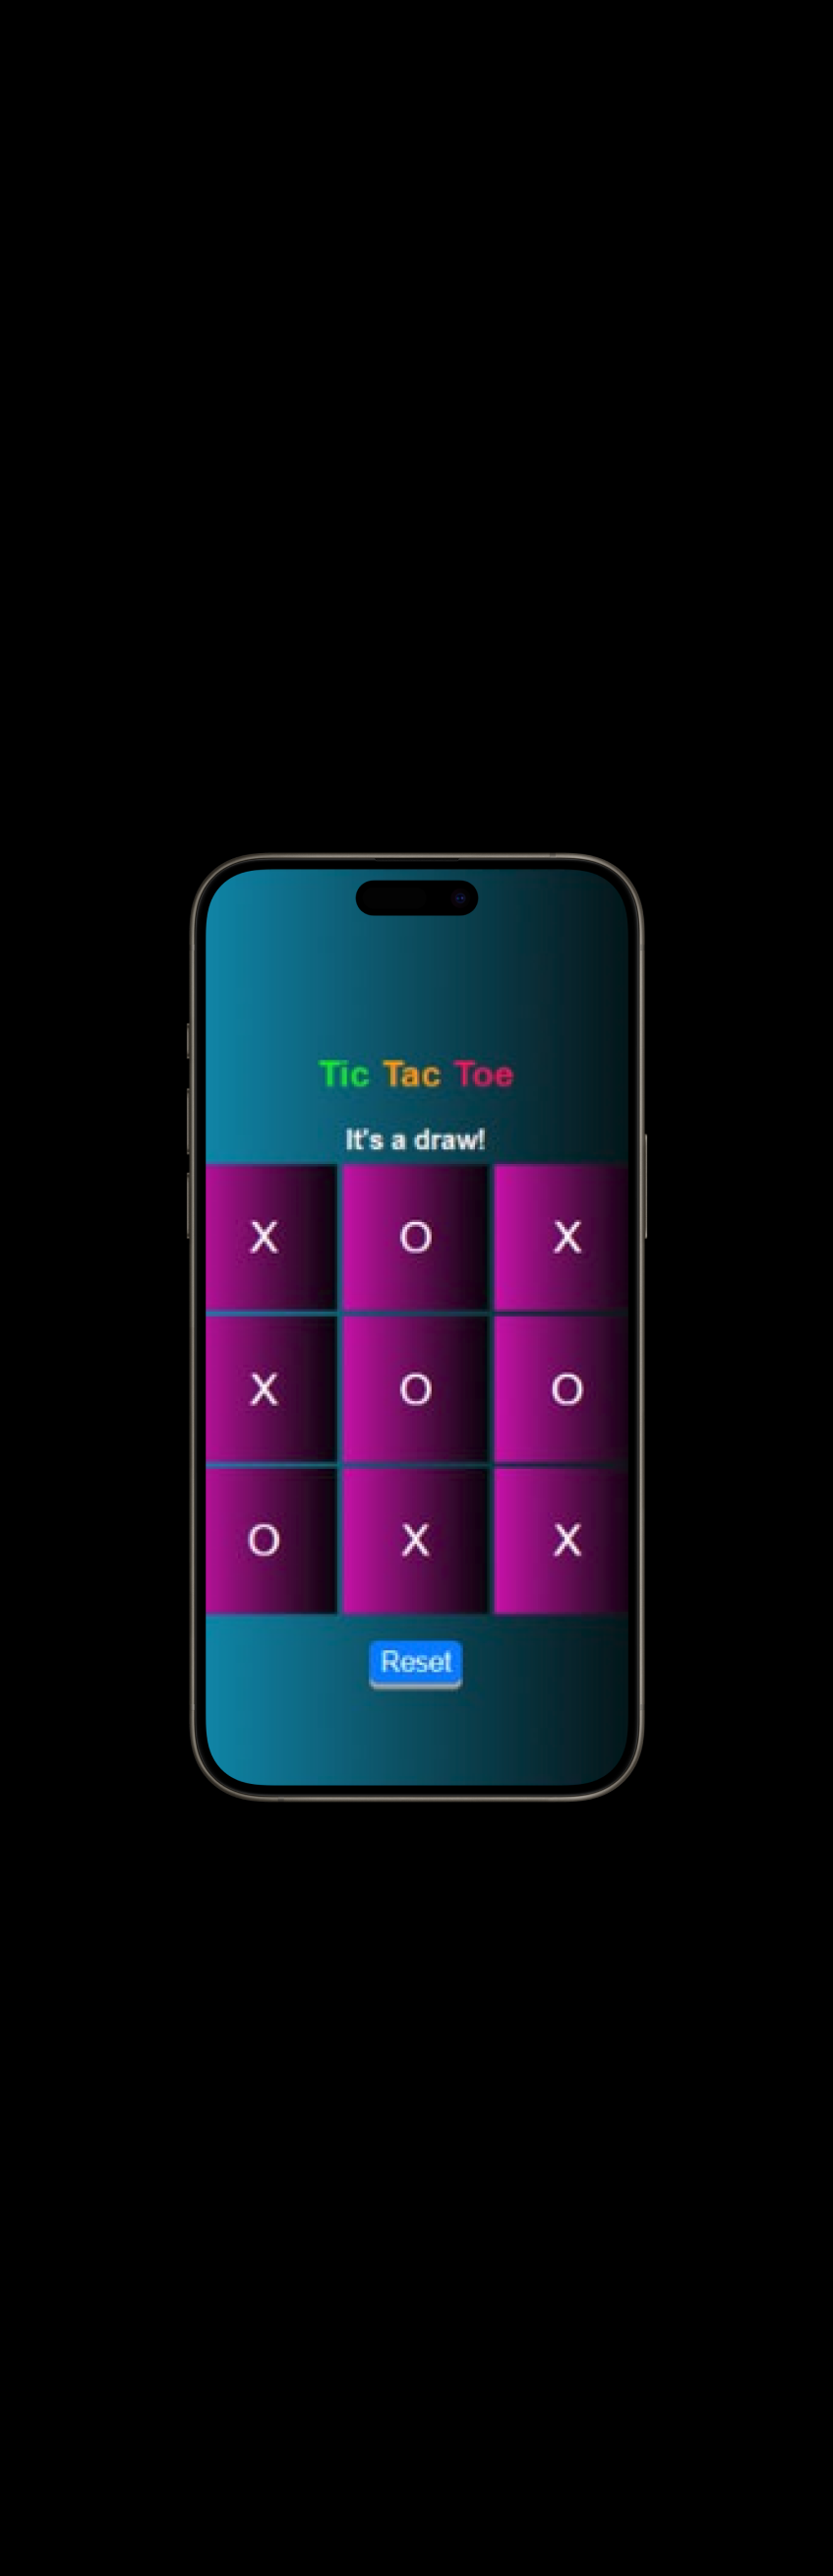 Tic Tac Toe
It's a draw!
X O X
X O O
O X X
Reset